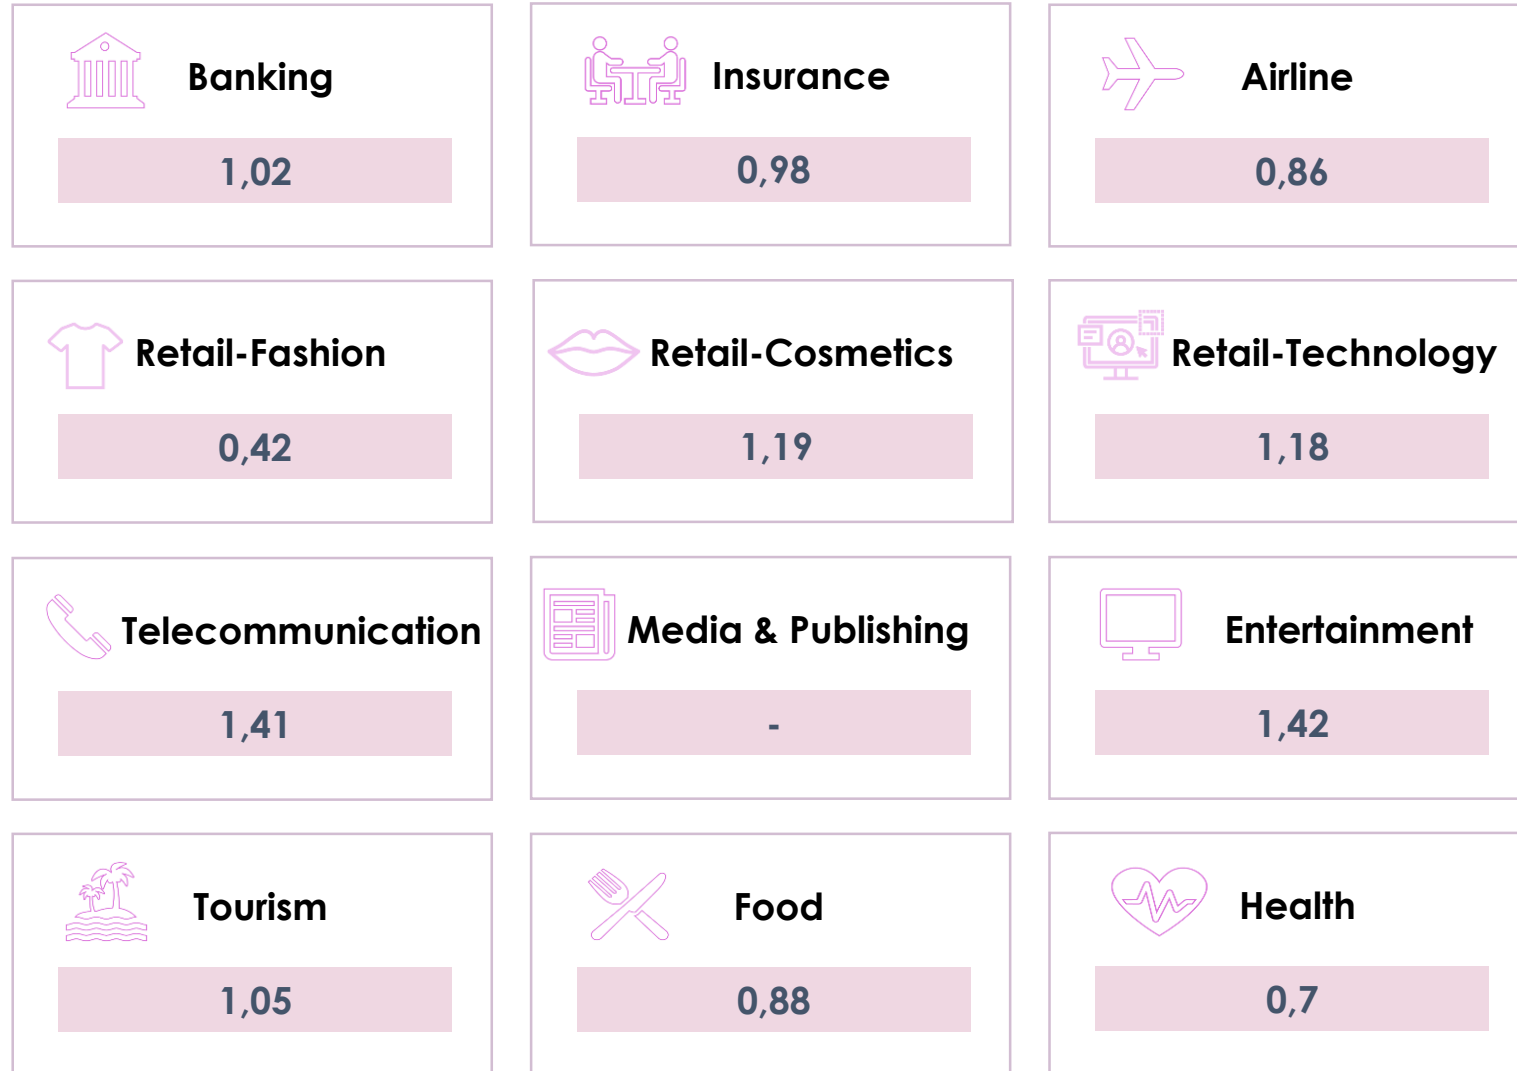 Banking
1,02
Insurance
0,98
Airline
0,86
Retail-Fashion
0,42
Retail-Cosmetics
1,19
Retail-Technology
1,18
Telecommunication
1,41
Media & Publishing
-
Entertainment
1,42
Tourism
1,05
Food
0,88
Health
0,7